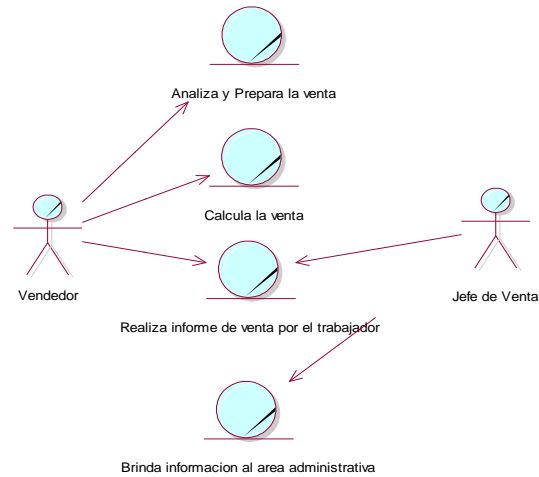 Analiza y Prepara la venta
Calcula la venta
Vendedor
Jefe de Venta
Realiza informe de venta por el trabajador
Brinda informacion al area administrativa